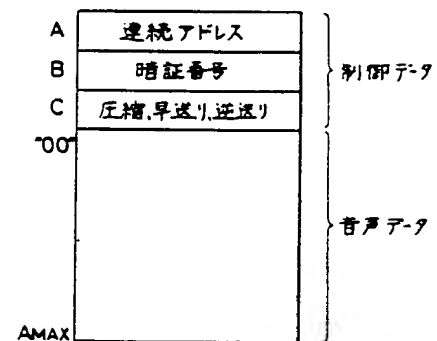 A 連続アドレス
B 暗証番号
制御データ
C 圧縮,早送り,逆送り
"00"
音声データ
AMAX